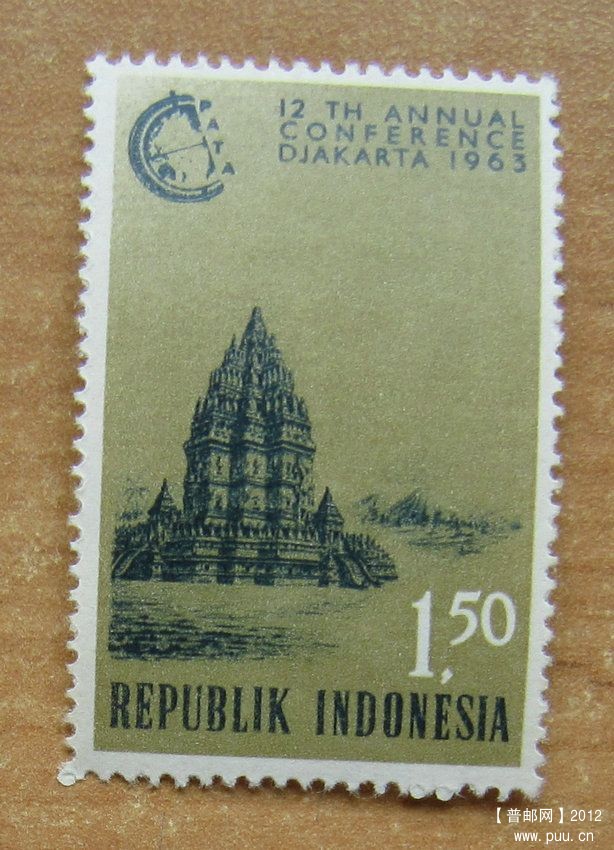 PATA
12 TH ANNUAL
CONFERENCE
DJAKARTA 1963
1,50
REPUBLIK INDONESIA
【普邮网】2012
www.puu.cn